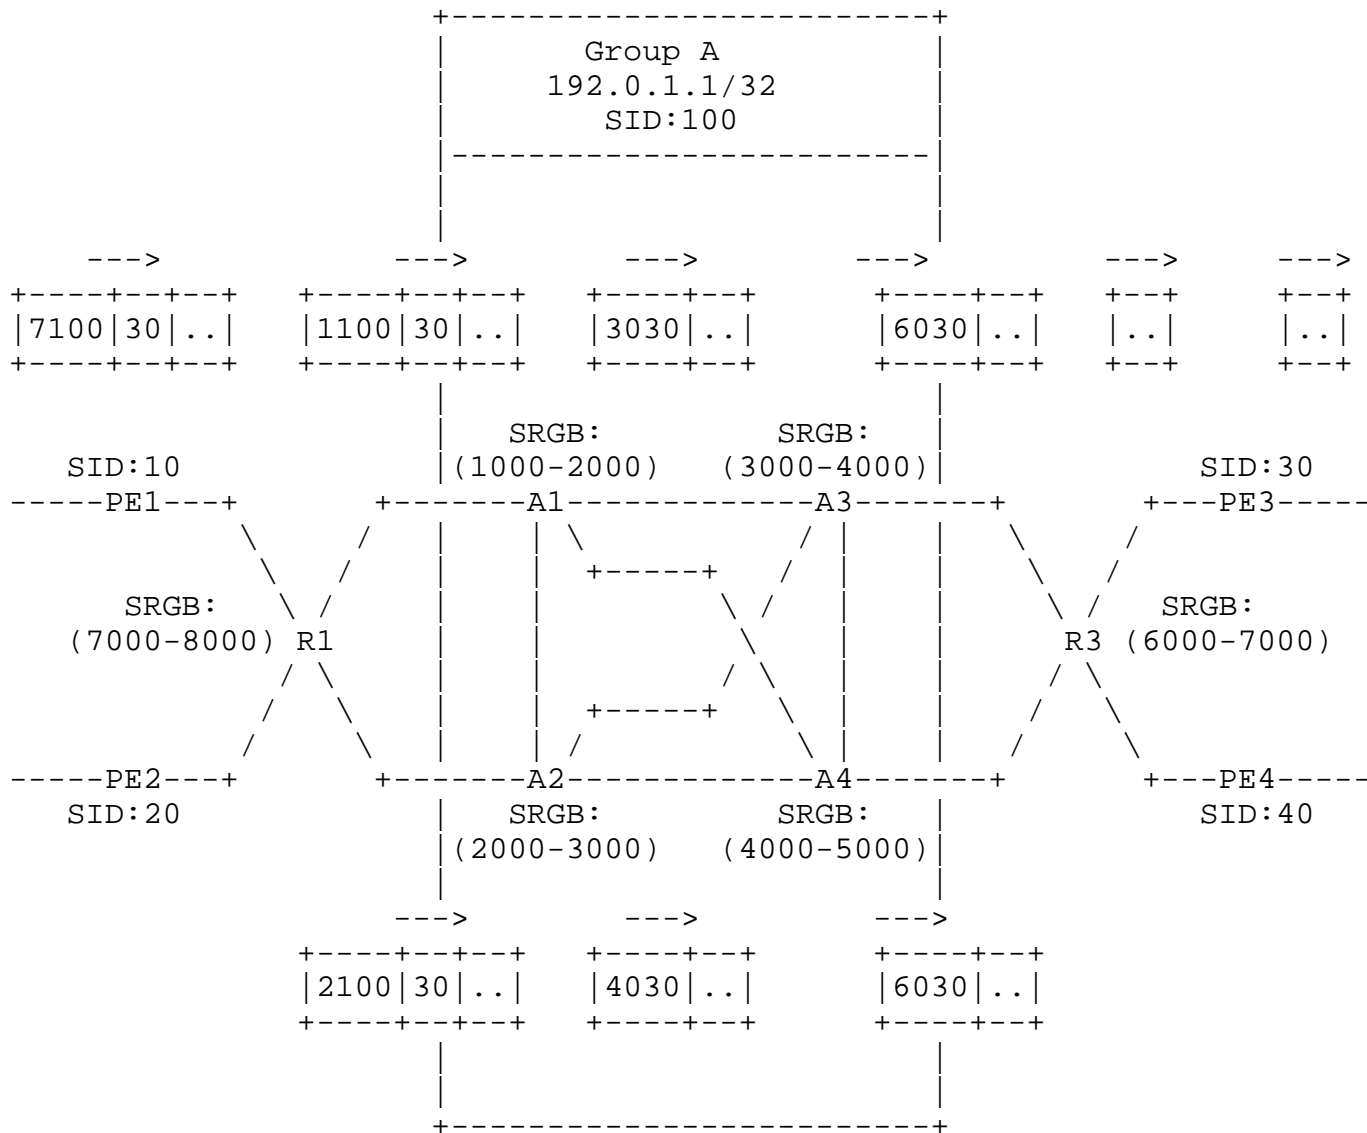 Group A
192.0.1.1/32
SID:100
---> ---> ---> ---> ---> --->
|7100|30|..| |1100|30|..| |3030|..| |6030|..| |..| |..|
SRGB: SRGB:
SID:10 (1000-2000) (3000-4000) SID:30
-----PE1---+ +-------A1-------------A3-------+ +---PE3-----
SRGB: SRGB:
(7000-8000) R1 R3 (6000-7000)
-----PE2---+ +-------A2-------------A4-------+ +---PE4-----
SID:20 SRGB: SRGB: SID:40
(2000-3000) (4000-5000)
---> ---> --->
|2100|30|..| |4030|..| |6030|..|